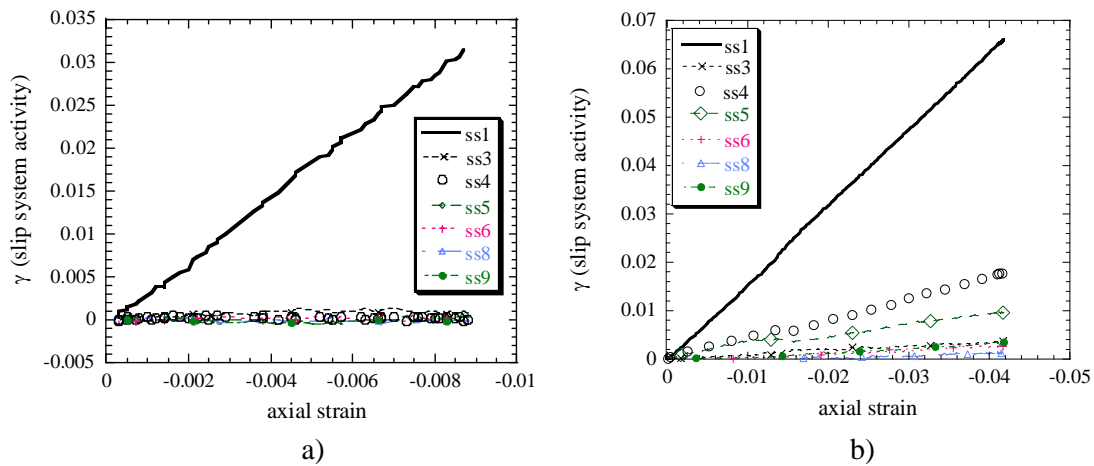 0.035
0.03
0.025
0.02
0.015
0.01
0.005
0
-0.005
γ (slip system activity)
ss1
ss3
ss4
ss5
ss6
ss8
ss9
0 -0.002 -0.004 -0.006 -0.008 -0.01
axial strain
a)
0.07
0.06
0.05
0.04
0.03
0.02
0.01
0
γ (slip system activity)
ss1
ss3
ss4
ss5
ss6
ss8
ss9
0 -0.01 -0.02 -0.03 -0.04 -0.05
axial strain
b)